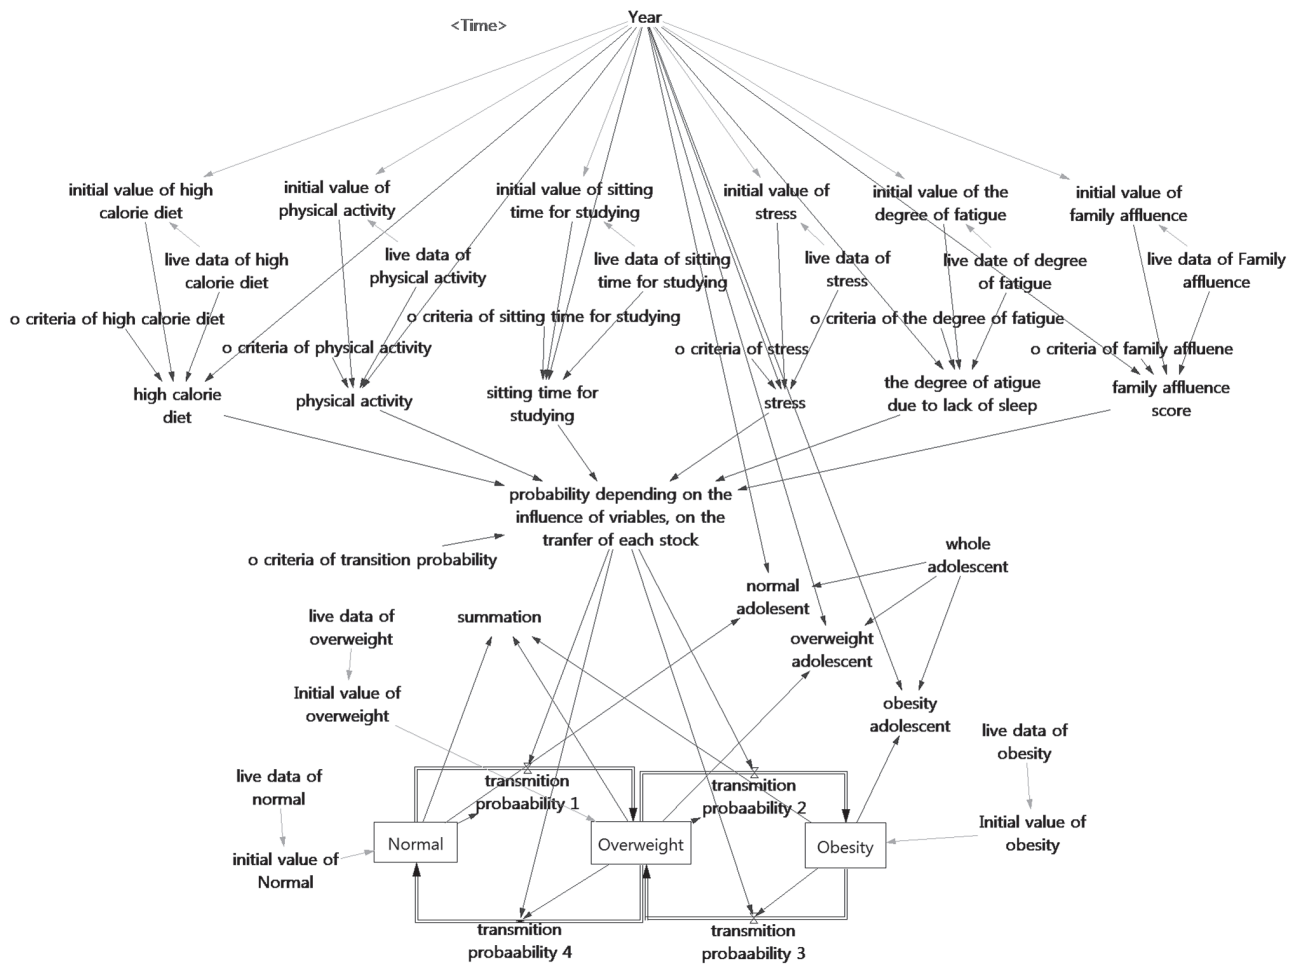 <Time>
Year
initial value of high
calorie diet
initial value of
physical activity
initial value of sitting
time for studying
initial value of
stress
initial value of the
degree of fatigue
initial value of
family affluence
live data of high
calorie diet
live data of
physical activity
live data of sitting
time for studying
live data of
stress
live date of degree
of fatigue
live data of Family
affluence
o criteria of high calorie diet
o criteria of physical activity
o criteria of sitting time for studying
o criteria of stress
o criteria of the degree of fatigue
o criteria of family affluene
high calorie
diet
physical activity
sitting time for
studying
stress
the degree of atigue
due to lack of sleep
family affluence
score
probability depending on the
influence of vriables, on the
tranfer of each stock
o criteria of transition probability
whole
adolescent
normal
adolesent
overweight
adolescent
obesity
adolescent
live data of
overweight
summation
Initial value of
overweight
live data of
obesity
live data of
normal
transmition
probaability 1
transmition
probaability 2
initial value of
Normal
Normal
Overweight
Obesity
Initial value of
obesity
transmition
probaability 4
transmition
probaability 3